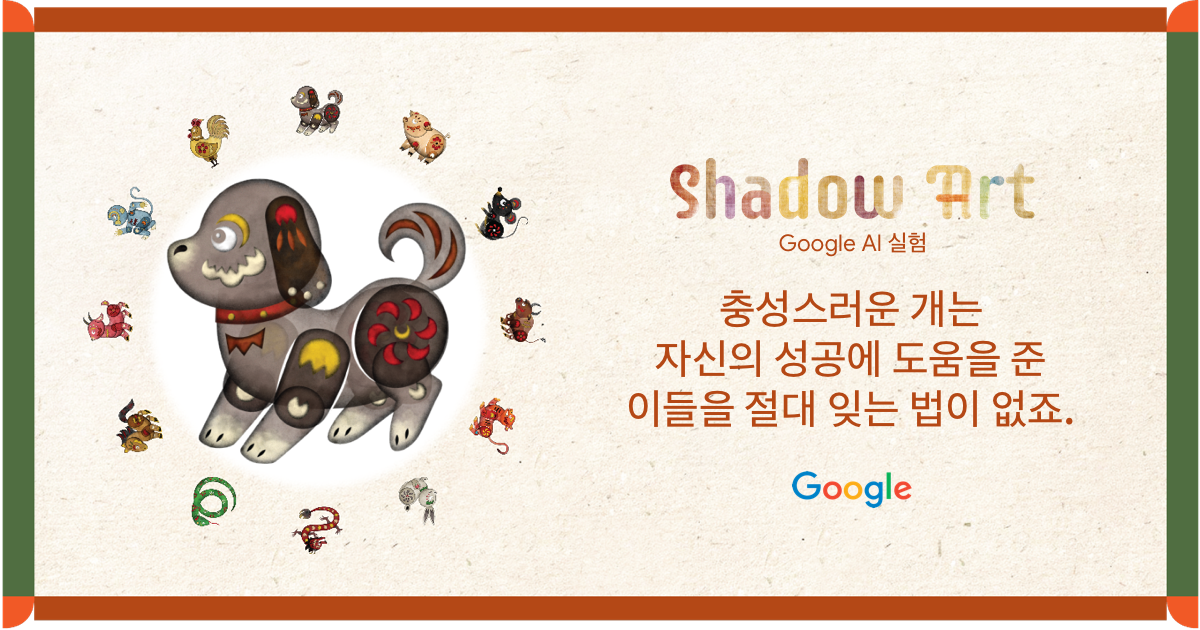 Shadow Art
Google AI 실험
충성스러운 개는
자신의 성공에 도움을 준
이들을 절대 잊는 법이 없죠.
Google